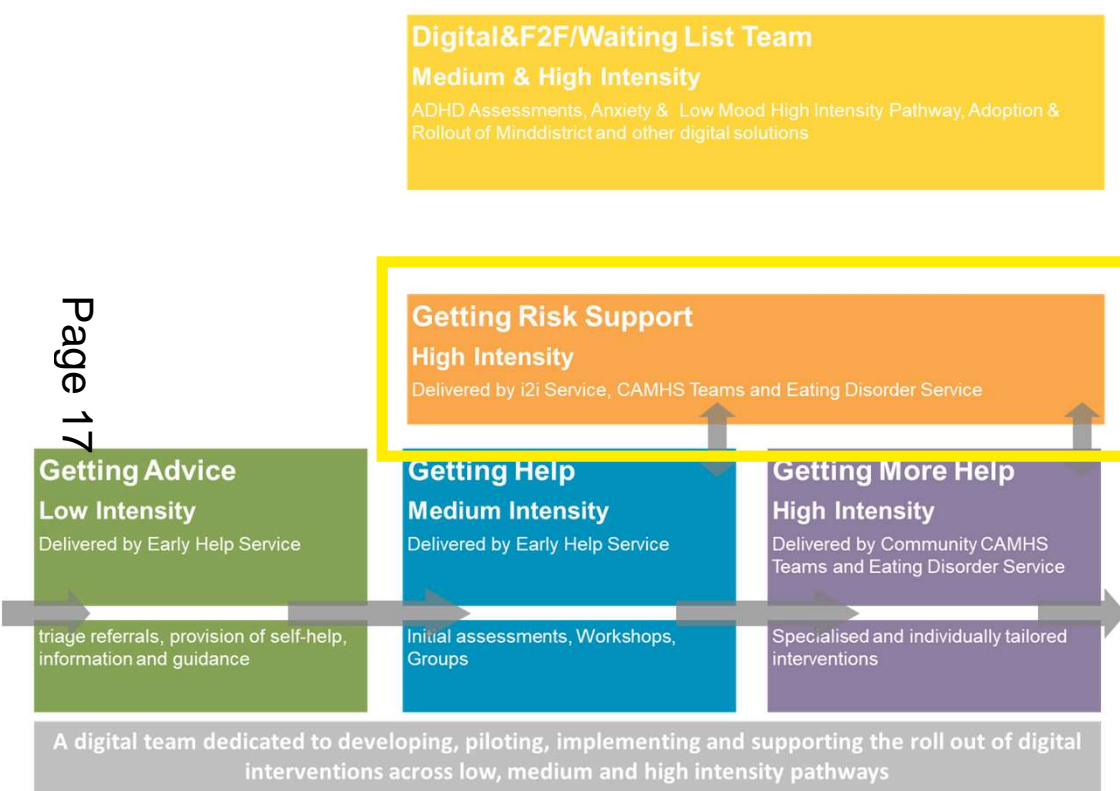 Digital&F2F/Waiting List Team
Medium & High Intensity
ADHD Assessments, Anxiety & Low Mood High Intensity Pathway, Adoption &
Rollout of Minddistrict and other digital solutions
Getting Risk Support
High Intensity
Delivered by i2i Service, CAMHS Teams and Eating Disorder Service
Page 17
Getting Advice
Low Intensity
Delivered by Early Help Service
triage referrals, provision of self-help,
information and guidance
Getting Help
Medium Intensity
Delivered by Early Help Service
Initial assessments, Workshops,
Groups
Getting More Help
High Intensity
Delivered by Community CAMHS
Teams and Eating Disorder Service
Specialised and individually tailored
interventions
A digital team dedicated to developing, piloting, implementing and supporting the roll out of digital
interventions across low, medium and high intensity pathways